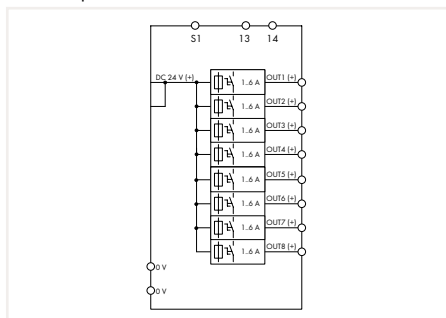 S1 13 14
DC 24 V (+)
1..6 A OUT1 (+)
1..6 A OUT2 (+)
1..6 A OUT3 (+)
1..6 A OUT4 (+)
1..6 A OUT5 (+)
1..6 A OUT6 (+)
1..6 A OUT7 (+)
1..6 A OUT8 (+)
0 V
0 V